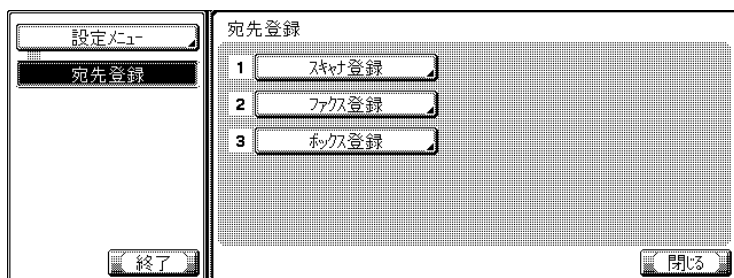 設定メニュー
宛先登録
終了
宛先登録
1 スキャナ登録
2 ファクス登録
3 ボックス登録
閉じる